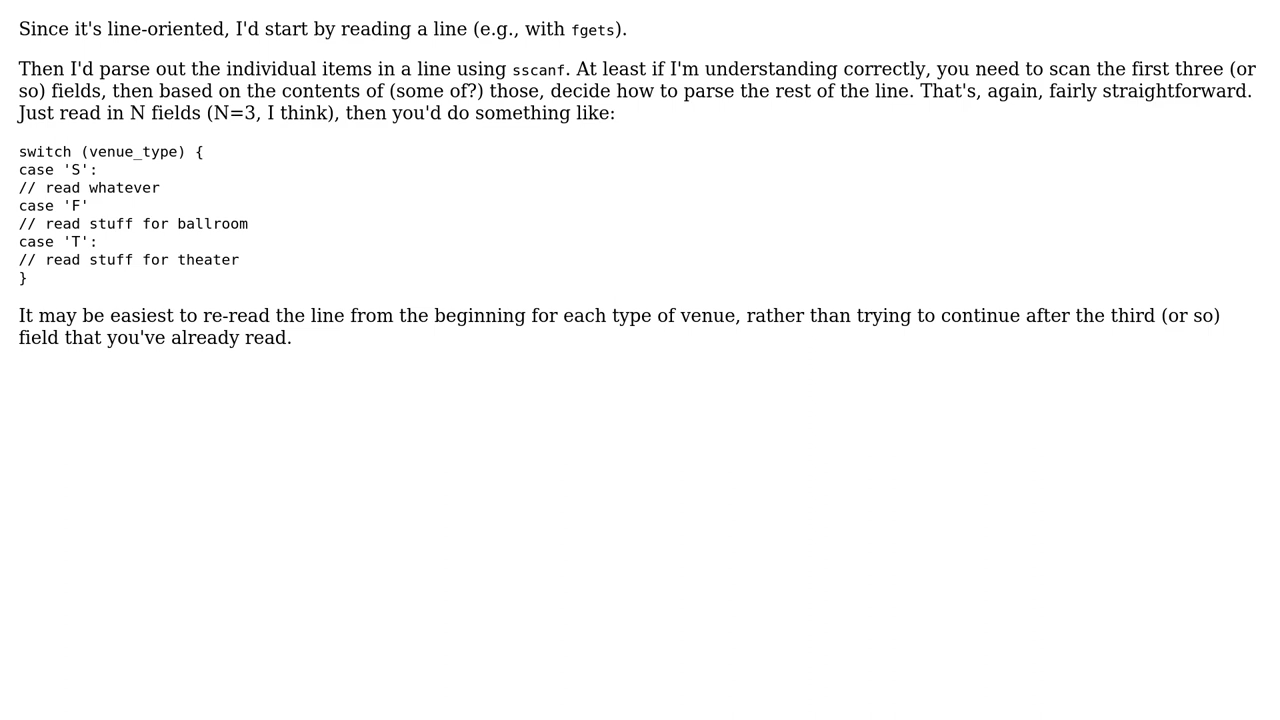 Since it's line-oriented, I'd start by reading a line (e.g., with fgets).
Then I'd parse out the individual items in a line using sscanf. At least if I'm understanding correctly, you need to scan the first three (or
so) fields, then based on the contents of (some of?) those, decide how to parse the rest of the line. That's, again, fairly straightforward.
Just read in N fields (N=3, I think), then you'd do something like:
switch (venue_type) {
case 'S':
// read whatever
case 'F'
// read stuff for ballroom
case 'T':
// read stuff for theater
}
It may be easiest to re-read the line from the beginning for each type of venue, rather than trying to continue after the third (or so)
field that you've already read.